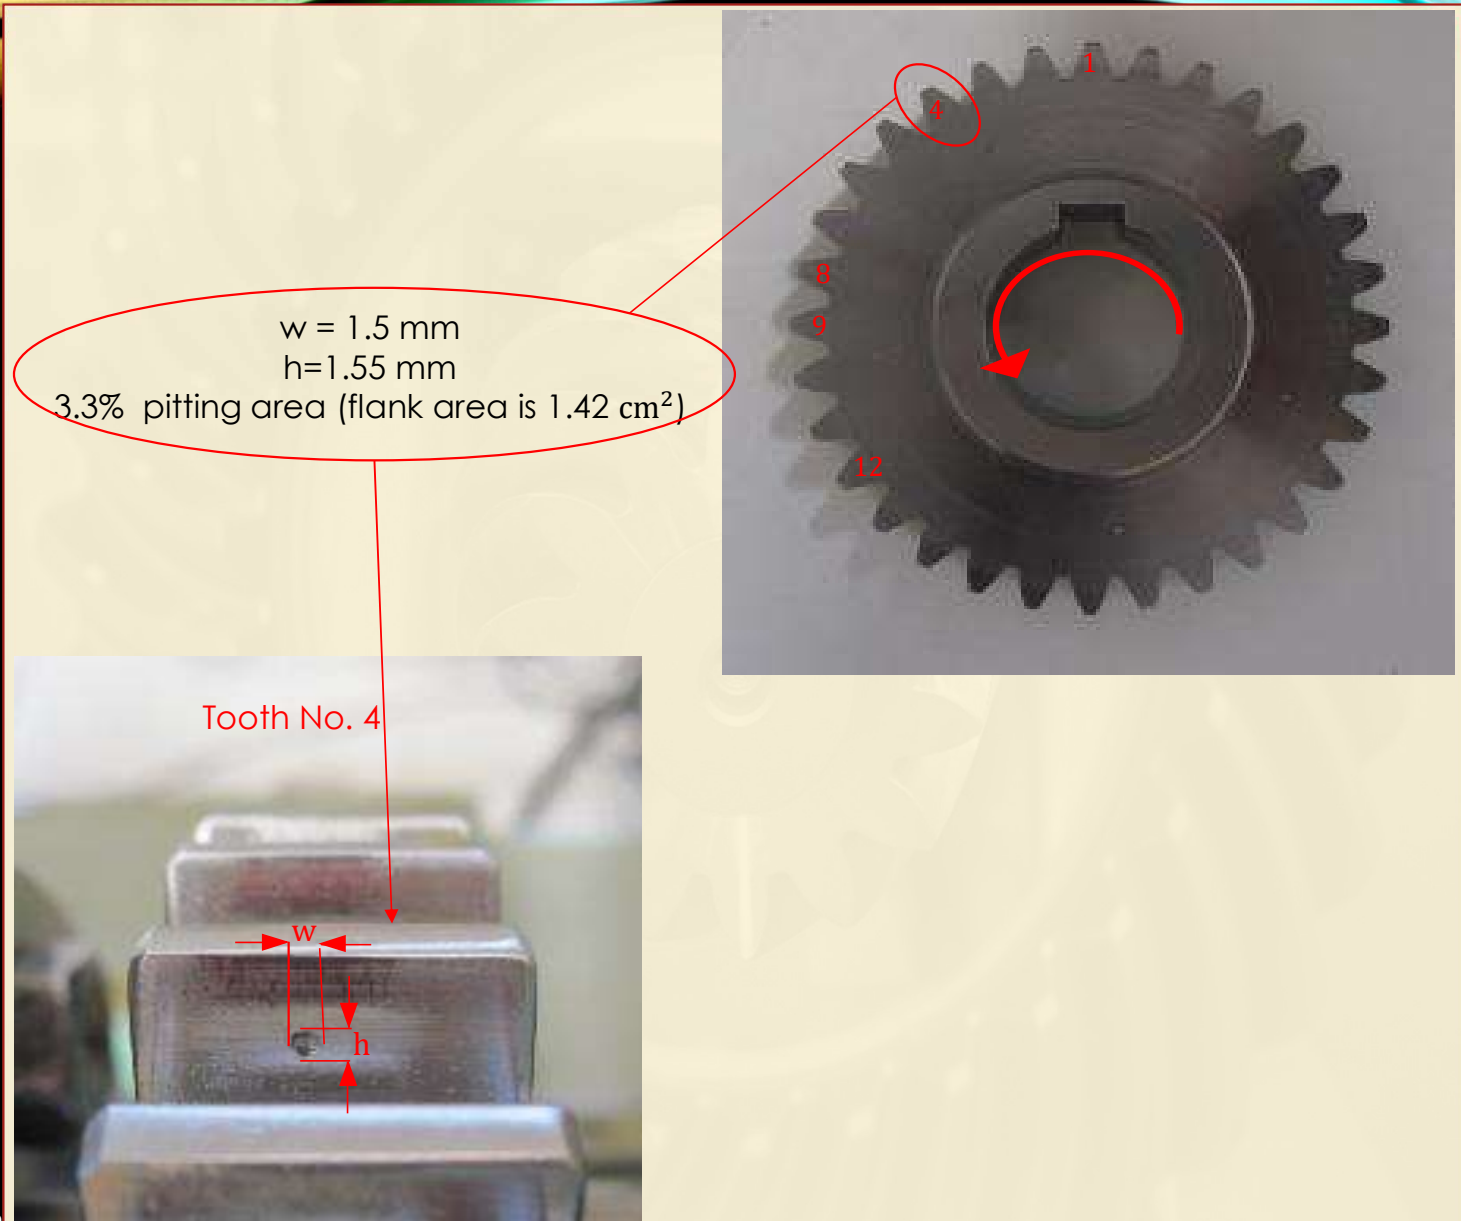 1
4
8
9
12
w = 1.5 mm
h=1.55 mm
3.3% pitting area (flank area is 1.42 cm²)
Tooth No. 4
w
h